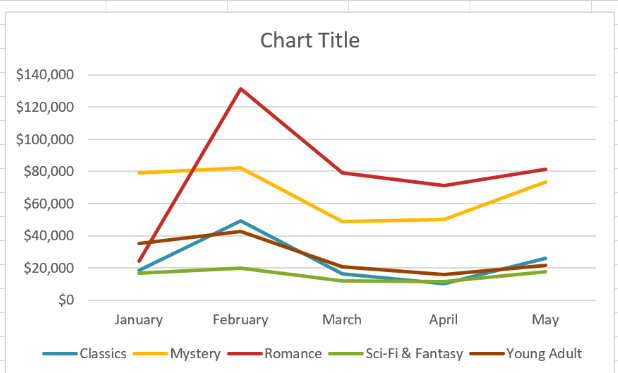 Chart Title
$140,000
$120,000
$100,000
$80,000
$60,000
$40,000
$20,000
$0
January February March April May
Classics Mystery Romance Sci-Fi & Fantasy Young Adult